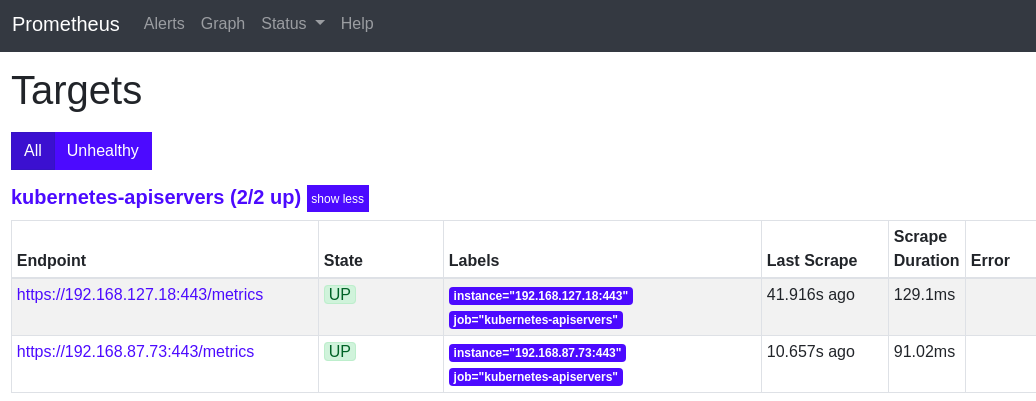 Prometheus Alerts Graph Status Help
Targets
All Unhealthy
kubernetes-apiservers (2/2 up) show less
Endpoint State Labels Last Scrape Scrape Duration Error
https://192.168.127.18:443/metrics UP instance="192.168.127.18:443" 41.916s ago 129.1ms
job="kubernetes-apiservers"
https://192.168.87.73:443/metrics UP instance="192.168.87.73:443" 10.657s ago 91.02ms
job="kubernetes-apiservers"